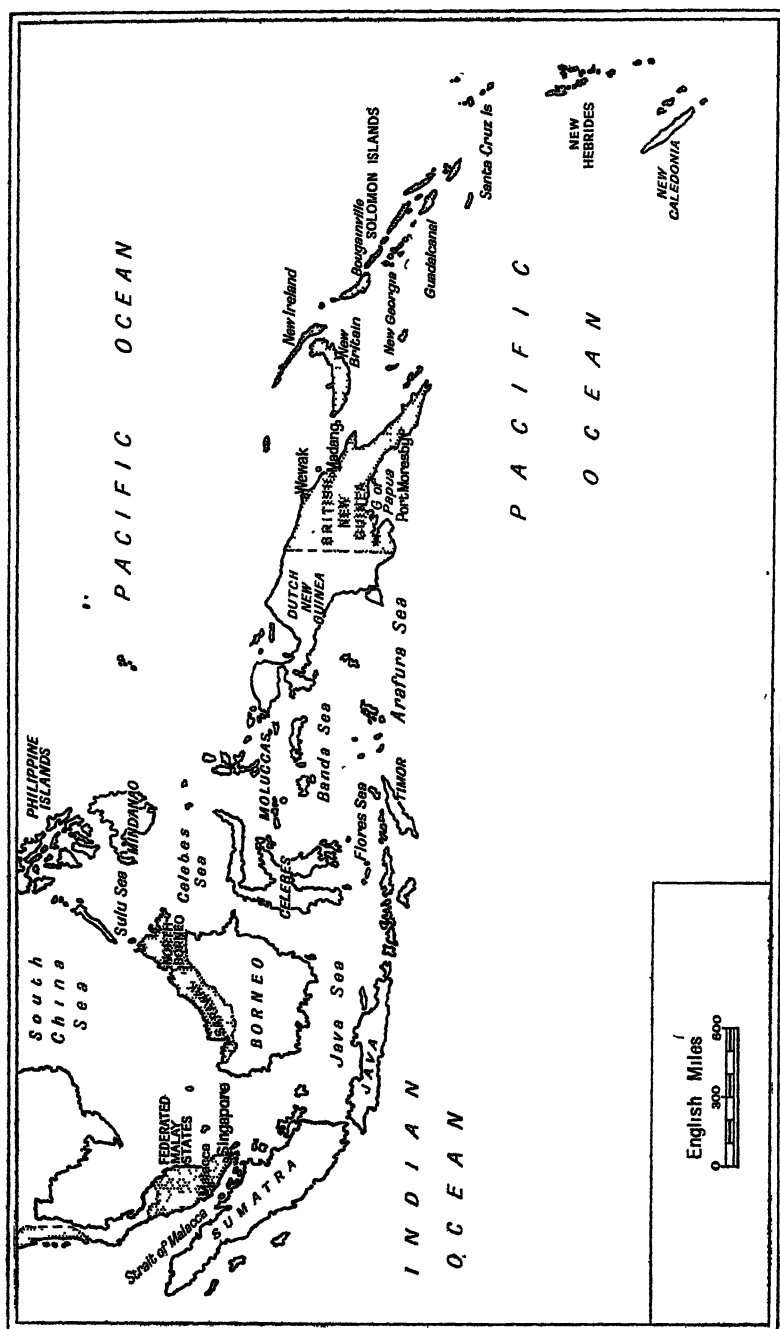 PACIFIC OCEAN
PHILIPPINE
ISLANDS
South
China
Sea
Sulu Sea
MINDANAO
Celebes
Sea
NORTH
BORNEO
SARAWAK
BORNEO
FEDERATED
MALAY
STATES
Malacca
Singapore
Strait of Malacca
SUMATRA
Java Sea
JAVA
CELEBES
MOLUCCAS
Banda Sea
Flores Sea
TIMOR
Arafura Sea
DUTCH
NEW
GUINEA
BRITISH
NEW
GUINEA
Wewak
Madang
G of
Papua
Port Moresby
New Ireland
New
Britain
Bougainville
SOLOMON ISLANDS
New Georgia
Guadalcanal
Santa Cruz Is
NEW
HEBRIDES
NEW
CALEDONIA
INDIAN
OCEAN
PACIFIC
OCEAN
English Miles
0 300 600